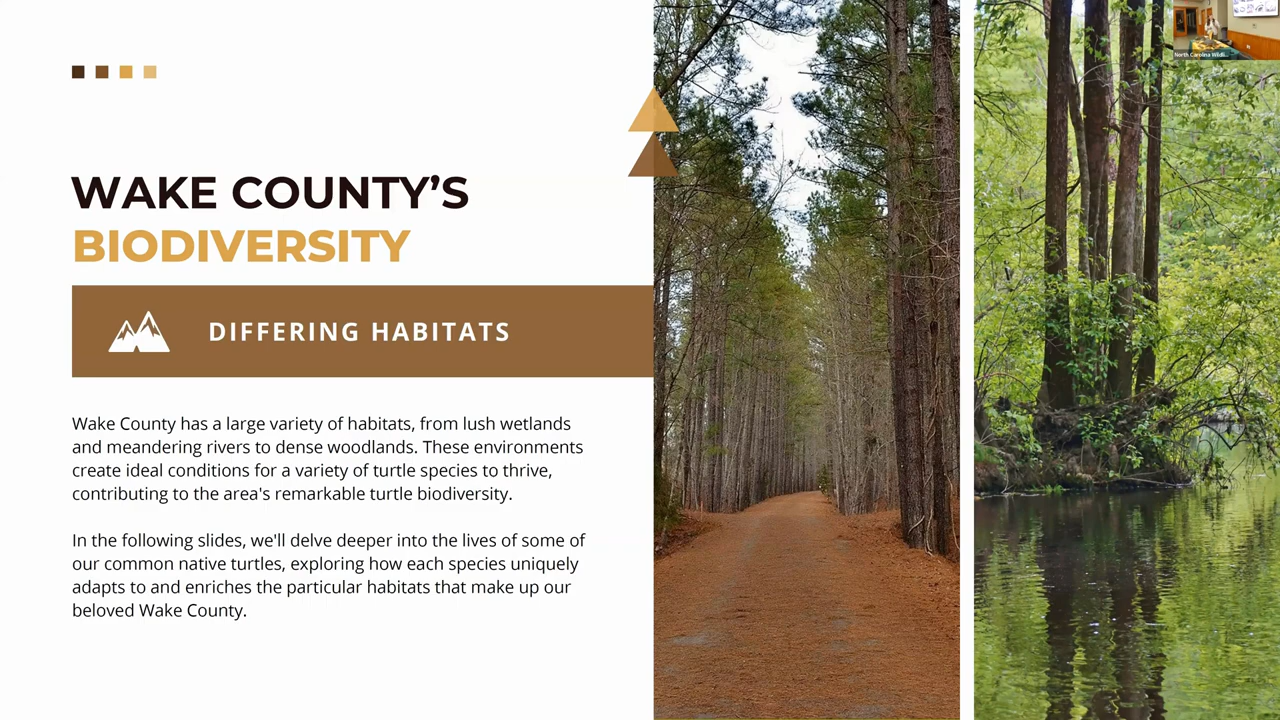 WAKE COUNTY’S
BIODIVERSITY
DIFFERING HABITATS
Wake County has a large variety of habitats, from lush wetlands
and meandering rivers to dense woodlands. These environments
create ideal conditions for a variety of turtle species to thrive,
contributing to the area's remarkable turtle biodiversity.
In the following slides, we'll delve deeper into the lives of some of
our common native turtles, exploring how each species uniquely
adapts to and enriches the particular habitats that make up our
beloved Wake County.
North Carolina Wildli...